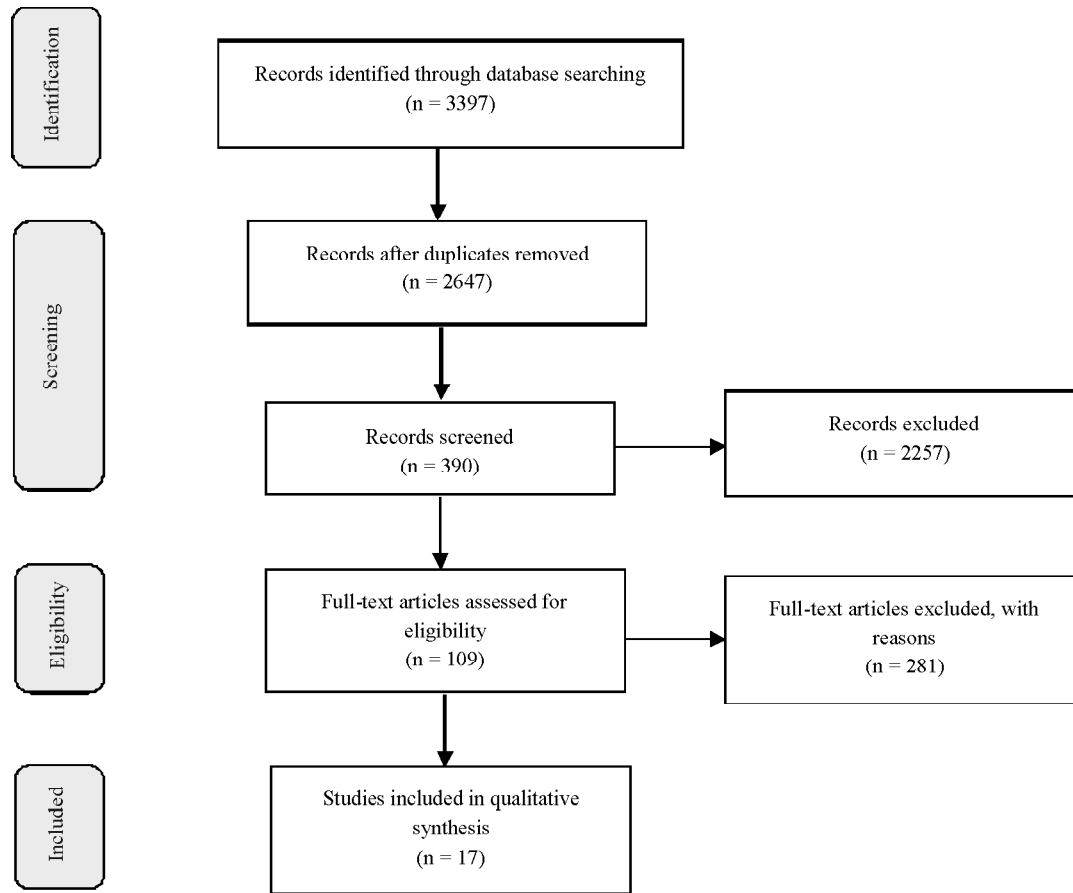 Identification
Records identified through database searching
(n = 3397)
Screening
Records after duplicates removed
(n = 2647)
Records screened
(n = 390)
Records excluded
(n = 2257)
Eligibility
Full-text articles assessed for
eligibility
(n = 109)
Full-text articles excluded, with
reasons
(n = 281)
Included
Studies included in qualitative
synthesis
(n = 17)